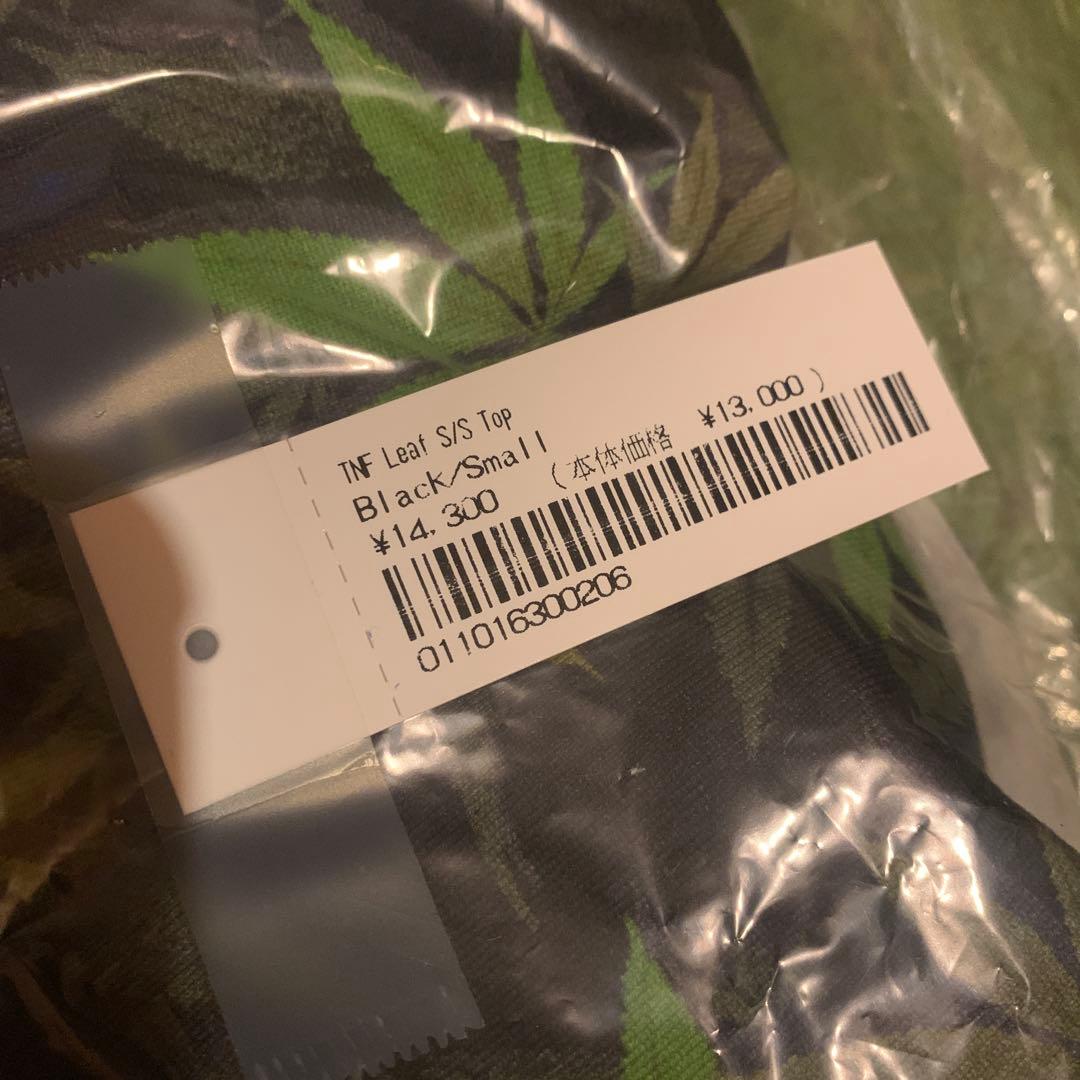 TNF Leaf S/S Top
Black/Small
¥14,300 (本体価格 ¥13,000)
011016300206